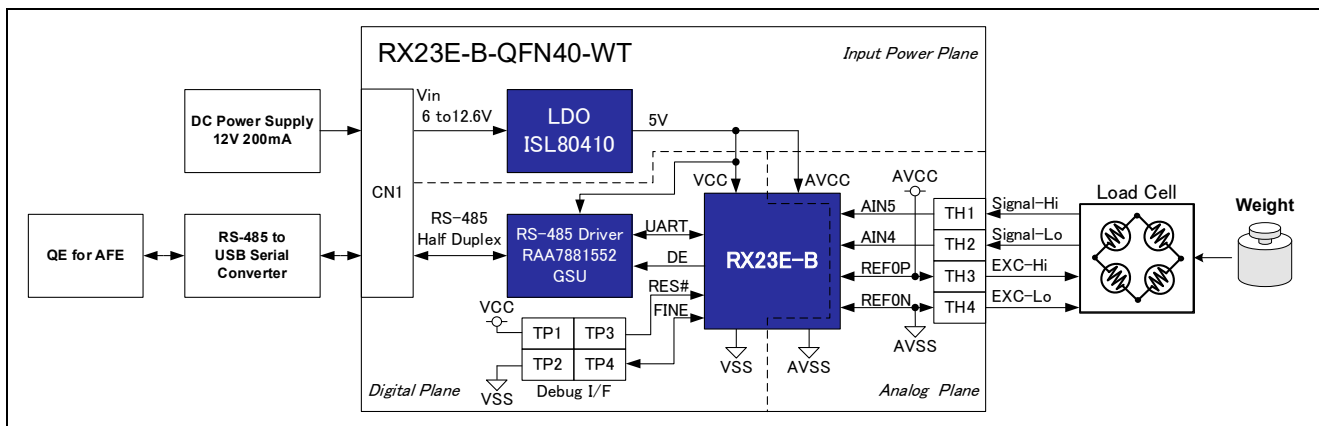 RX23E-B-QFN40-WT
Input Power Plane
DC Power Supply
12V 200mA
Vin
6 to12.6V
LDO
ISL80410
5V
CN1
VCC
AVCC
AVCC
QE for AFE
RS-485 to
USB Serial
Converter
RS-485
Half Duplex
RS-485 Driver
RAA7881552
GSU
UART
DE
RES#
FINE
RX23E-B
AIN5
AIN4
REF0P
REF0N
TH1
TH2
TH3
TH4
Signal-Hi
Signal-Lo
EXC-Hi
EXC-Lo
Load Cell
Weight
VCC
TP1
TP3
TP2
TP4
VSS
Debug I/F
VSS
AVSS
AVSS
Digital Plane
Analog Plane